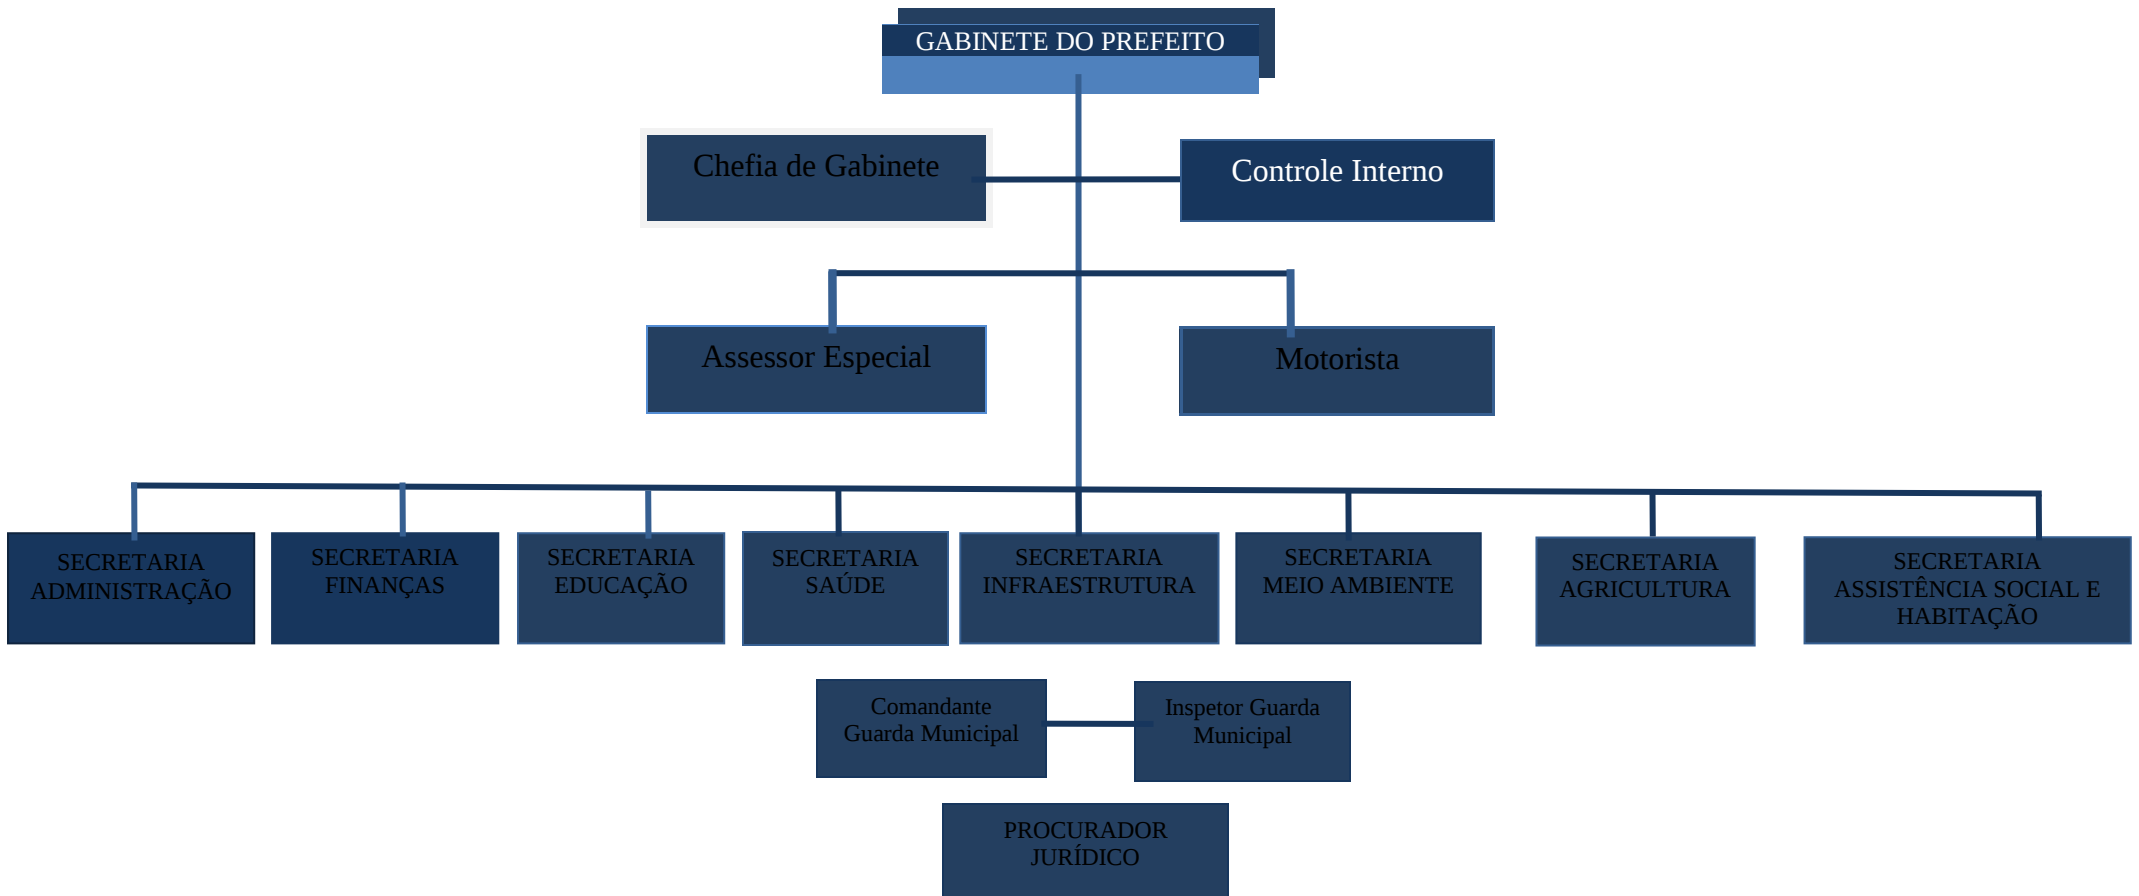 GABINETE DO PREFEITO
Chefia de Gabinete
Controle Interno
Assessor Especial
Motorista
SECRETARIA
ADMINISTRAÇÃO
SECRETARIA
FINANÇAS
SECRETARIA
EDUCAÇÃO
SECRETARIA
SAÚDE
SECRETARIA
INFRAESTRUTURA
SECRETARIA
MEIO AMBIENTE
SECRETARIA
AGRICULTURA
SECRETARIA
ASSISTÊNCIA SOCIAL E
HABITAÇÃO
Comandante
Guarda Municipal
Inspetor Guarda
Municipal
PROCURADOR
JURÍDICO